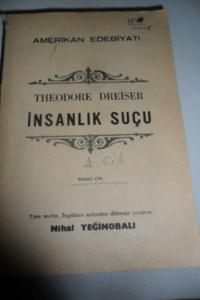 AMERİKAN EDEBİYATI
THEODORE DREISER
İNSANLIK SUÇU
Tam metin, İngilizce aslından dilimize çeviren :
Nihal YEĞİNOBALI